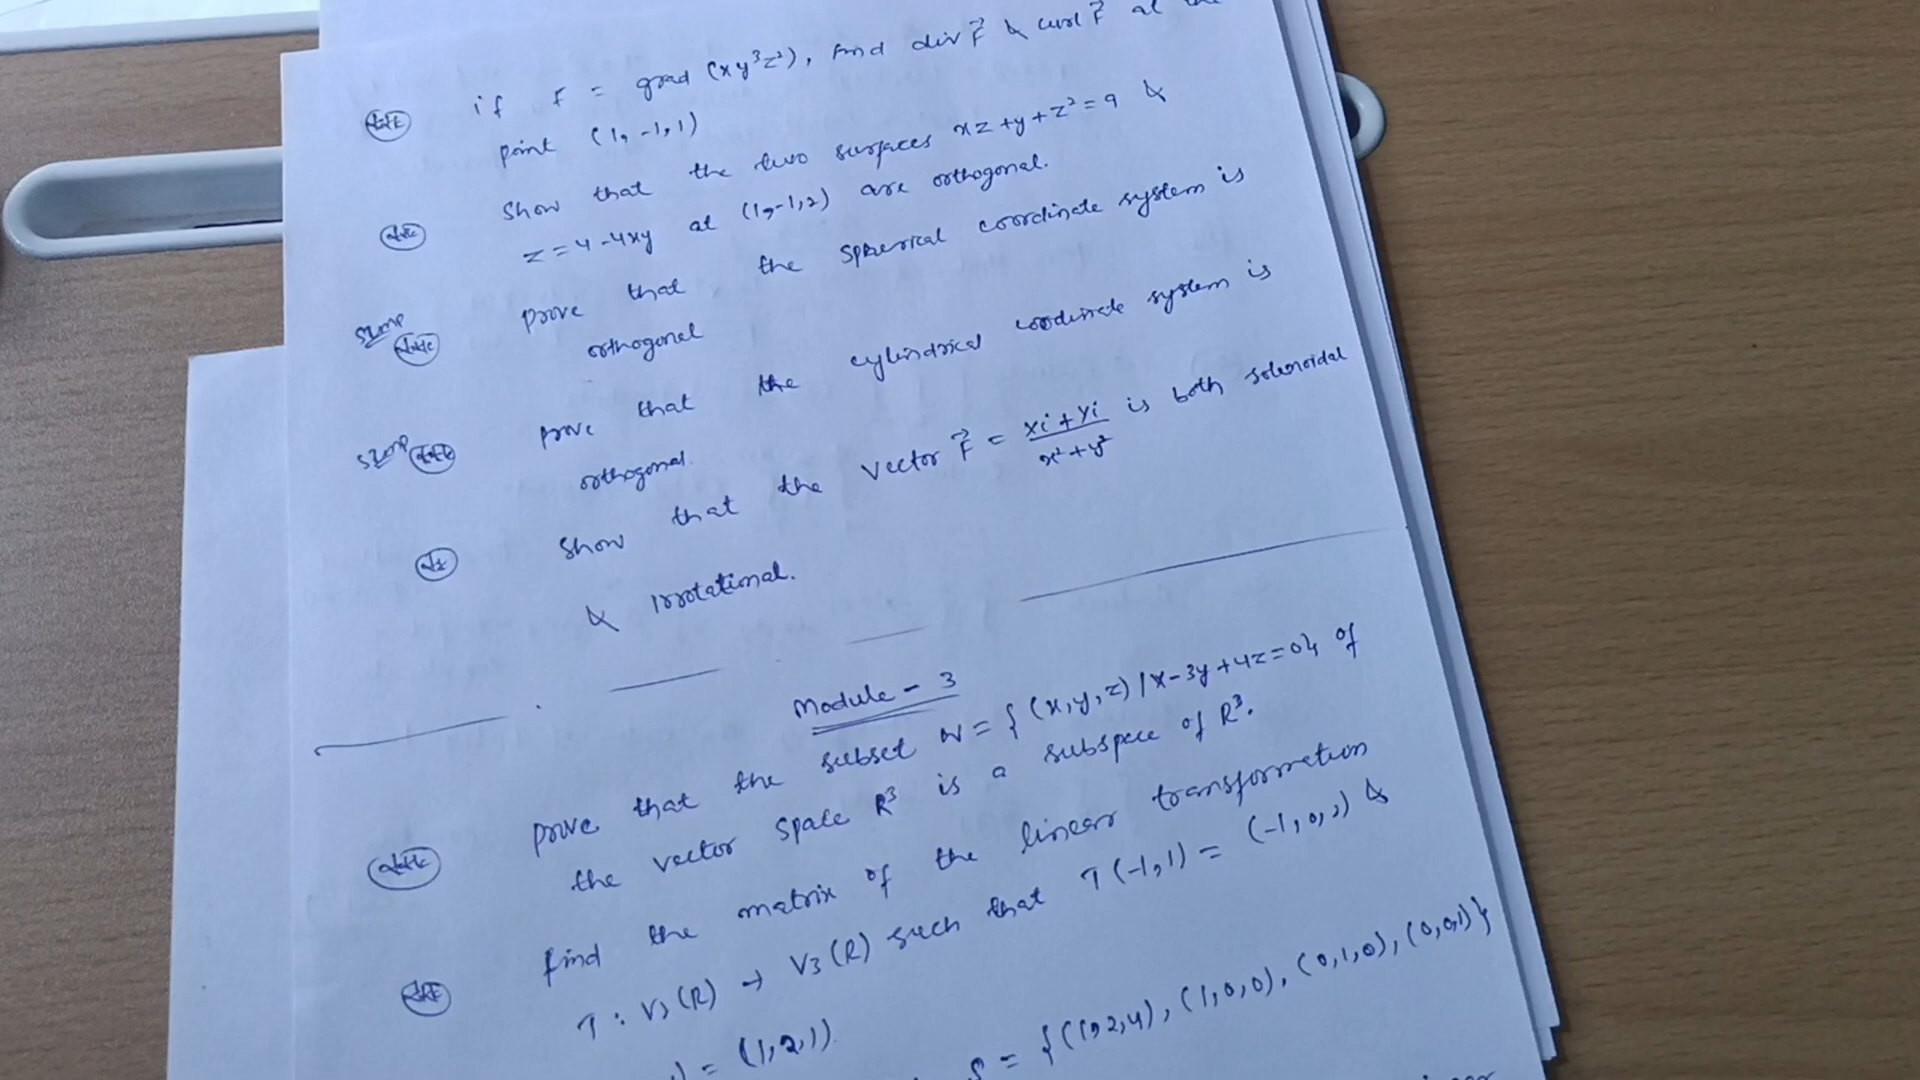 if F = grad (xy³z²), find div F⃗ & curl F⃗ at
point (1, -1, 1)
Show that the two surfaces xz + y + z² = 9 &
z = 4 - 4xy at (1, -1, 2) are orthogonal.
prove that the spherical coordinate system is
orthogonal
prove that the cylindrical coordinate system is
orthogonal.
Show that the vector F⃗ = xi + yi / x² + y² is both solenoidal
& Irrotational.
Module - 3
prove that the subset W = { (x, y, z) / x - 3y + 4z = 0} of
the vector space R³ is a subspace of R³.
find the matrix of the linear transformation
T : V₂(R) → V₃(R) such that T(-1, 1) = (-1, 0, 2) &
) = (1, 2, 1).
S = {(1, 2, 4), (1, 0, 0), (0, 1, 0), (0, 0, 1)}